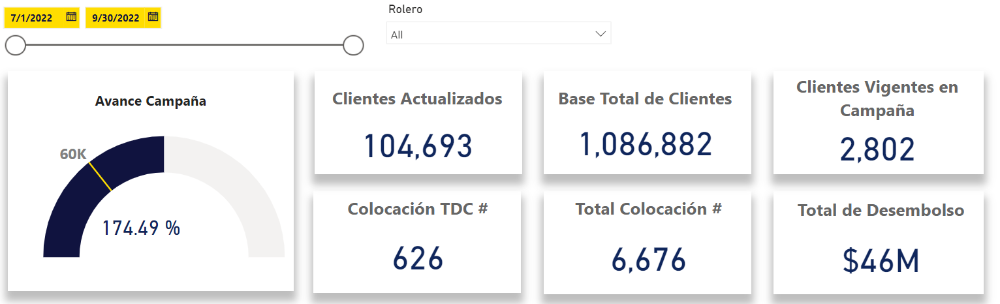 7/1/2022
9/30/2022
Rolero
All
Avance Campaña
60K
174.49 %
Clientes Actualizados
104,693
Base Total de Clientes
1,086,882
Clientes Vigentes en
Campaña
2,802
Colocación TDC #
626
Total Colocación #
6,676
Total de Desembolso
$46M